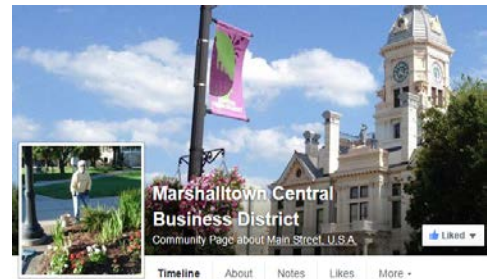 Marshalltown Central
Business District
Community Page about Main Street, U.S.A.
Liked
Timeline About Notes Likes More